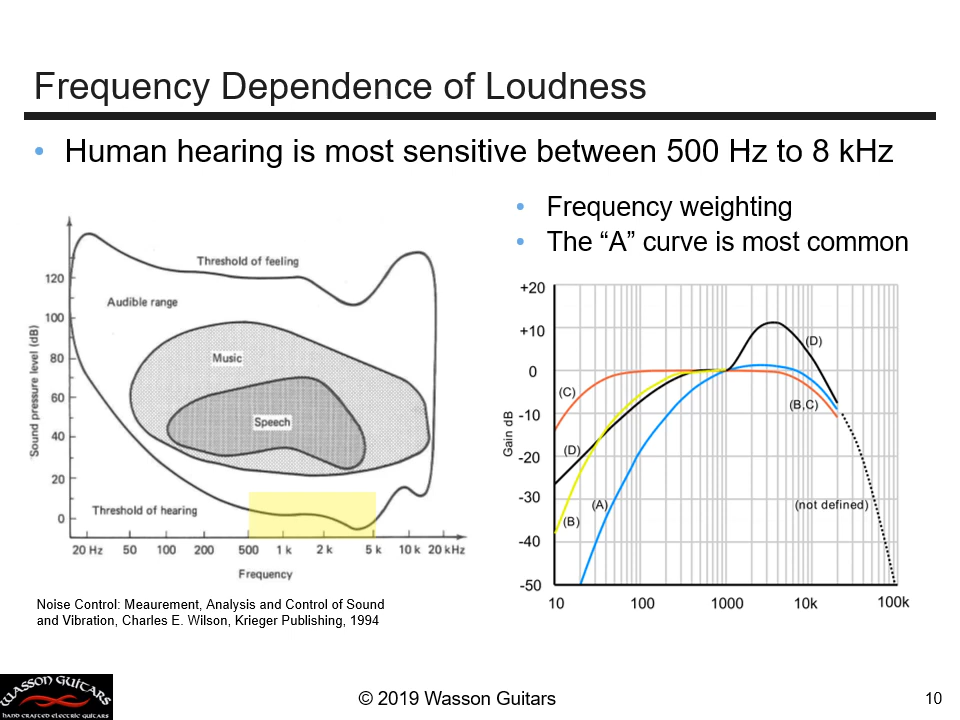 Frequency Dependence of Loudness
• Human hearing is most sensitive between 500 Hz to 8 kHz
• Frequency weighting
• The “A” curve is most common
Sound pressure level (dB)
120
100
80
60
40
20
0
Threshold of feeling
Audible range
Music
Speech
Threshold of hearing
20 Hz 50 100 200 500 1 k 2 k 5 k 10 k 20 kHz
Frequency
Noise Control: Meaurement, Analysis and Control of Sound
and Vibration, Charles E. Wilson, Krieger Publishing, 1994
Gain dB
+20
+10
0
-10
-20
-30
-40
-50
(D)
(C)
(B,C)
(D)
(A)
(B)
(not defined)
10 100 1000 10k 100k
WASSON GUITARS
HAND CRAFTED ELECTRIC GUITARS
© 2019 Wasson Guitars
10